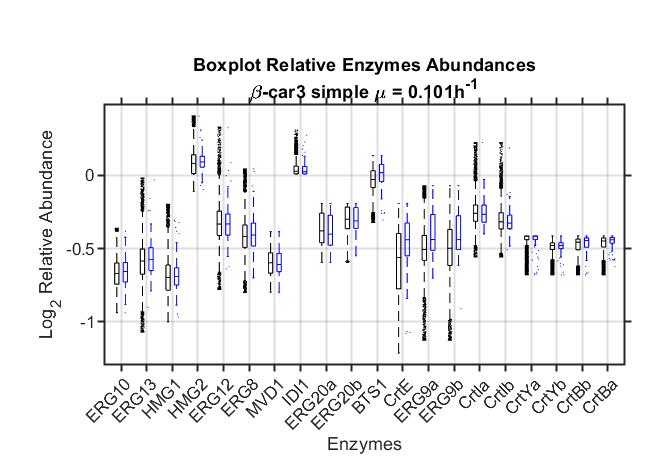 Boxplot Relative Enzymes Abundances
β-car3 simple μ = 0.101h-1
Log2 Relative Abundance
0
-0.5
-1
ERG10
ERG13
HMG1
HMG2
ERG12
ERG8
MVD1
IDI1
ERG20a
ERG20b
BTS1
CrtE
ERG9a
ERG9b
CrtIa
CrtIb
CrtYa
CrtYb
CrtBb
CrtBa
Enzymes